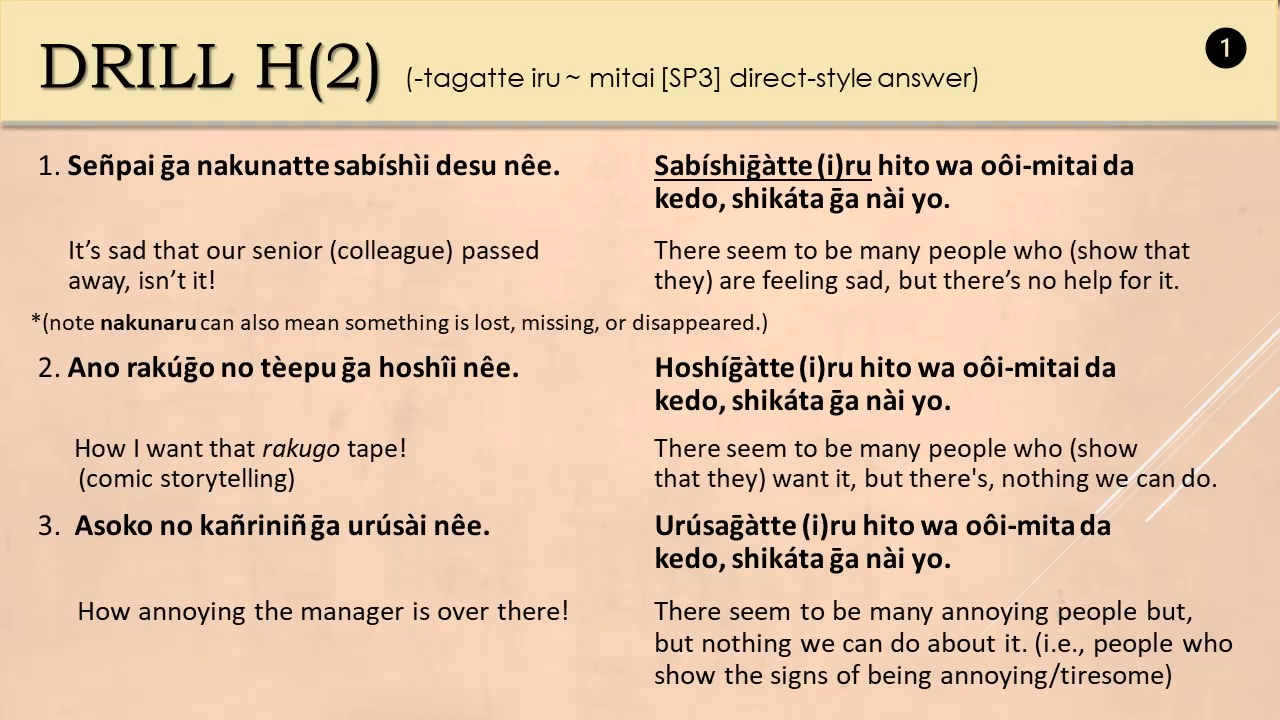 DRILL H(2) (-tagatte iru ~ mitai [SP3] direct-style answer)
1
1. Señpai ḡa nakunatte sabíshìi desu nêe.
Sabíshiḡàtte (i)ru hito wa oôi-mitai da
kedo, shikáta ḡa nài yo.
It’s sad that our senior (colleague) passed
away, isn’t it!
There seem to be many people who (show that
they) are feeling sad, but there’s no help for it.
*(note nakunaru can also mean something is lost, missing, or disappeared.)
2. Ano rakúḡo no tèepu ḡa hoshîi nêe.
Hoshíḡàtte (i)ru hito wa oôi-mitai da
kedo, shikáta ḡa nài yo.
How I want that rakugo tape!
(comic storytelling)
There seem to be many people who (show
that they) want it, but there's, nothing we can do.
3. Asoko no kañriniñ ḡa urúsài nêe.
Urúsaḡàtte (i)ru hito wa oôi-mita da
kedo, shikáta ḡa nài yo.
How annoying the manager is over there!
There seem to be many annoying people but,
but nothing we can do about it. (i.e., people who
show the signs of being annoying/tiresome)